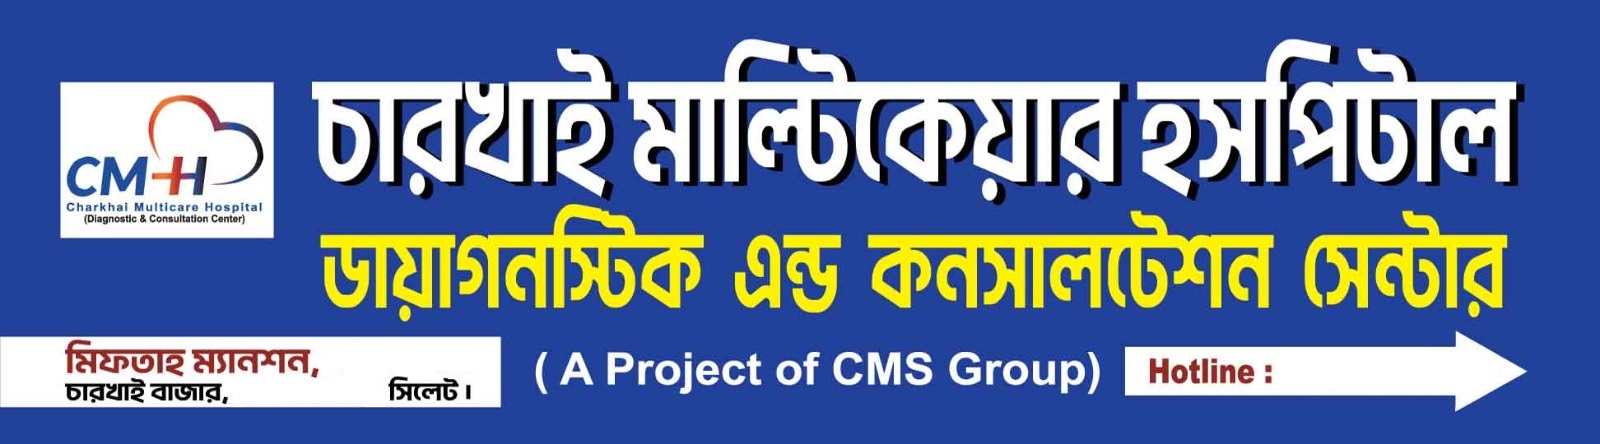 চারখাই মাল্টিকেয়ার হসপিটাল
CMH
Charkhai Multicare Hospital
(Diagnostic & Consultation Center)
ডায়াগনস্টিক এন্ড কনসালটেশন সেন্টার
মিফতাহ ম্যানশন,
চারখাই বাজার, সিলেট।
( A Project of CMS Group)
Hotline :